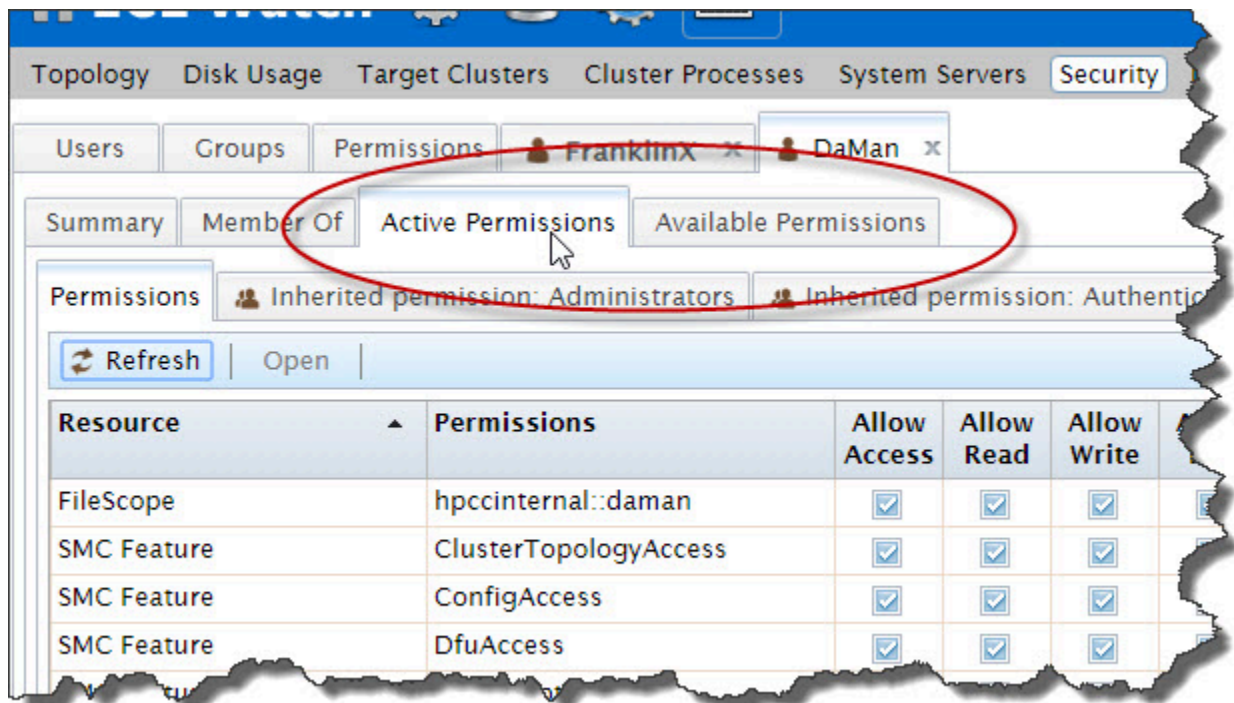 Watch
Topology Disk Usage Target Clusters Cluster Processes System Servers Security
Users Groups Permissions FranklinX DaMan
Summary Member Of Active Permissions Available Permissions
Permissions Inherited permission: Administrators Inherited permission:
Refresh Open
Resource Permissions Allow Access Allow Read Allow Write
FileScope hpccinternal::daman
SMC Feature ClusterTopologyAccess
SMC Feature ConfigAccess
SMC Feature DfuAccess